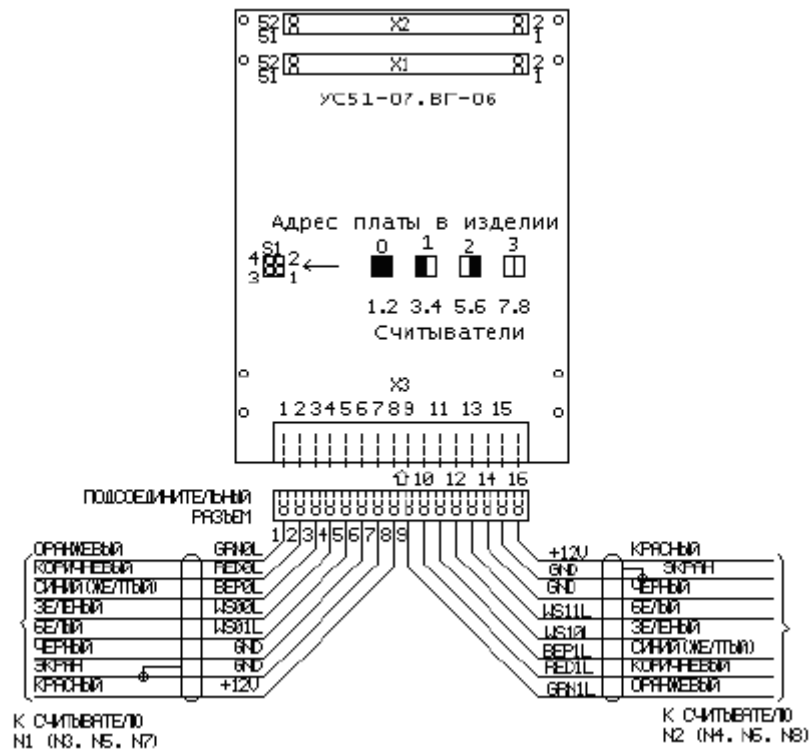 52 X2 2
51 1
52 X1 2
51 1
УС51-07.ВГ-06
Адрес платы в изделии
S1 0 1 2 3
4 2
3 1
1.2 3.4 5.6 7.8
Считыватели
X3
1 2 3 4 5 6 7 8 9 11 13 15
10 12 14 16
ПОДСОЕДИНИТЕЛЬНЫЙ
РАЗЪЕМ
1 2 3 4 5 6 7 8 9
ОРАНЖЕВЫЙ GRN0L
КОРИЧНЕВЫЙ RED0L
СИНИЙ(ЖЕЛТЫЙ) BEP0L
ЗЕЛЕНЫЙ WS00L
БЕЛЫЙ WS01L
ЧЕРНЫЙ GND
ЭКРАН GND
КРАСНЫЙ +12V
К СЧИТЫВАТЕЛЮ
N1 (N3. N5. N7)
+12V КРАСНЫЙ
GND ЭКРАН
GND ЧЕРНЫЙ
WS11L БЕЛЫЙ
WS10L ЗЕЛЕНЫЙ
BEP1L СИНИЙ(ЖЕЛТЫЙ)
RED1L КОРИЧНЕВЫЙ
GRN1L ОРАНЖЕВЫЙ
К СЧИТЫВАТЕЛЮ
N2 (N4. N6. N8)